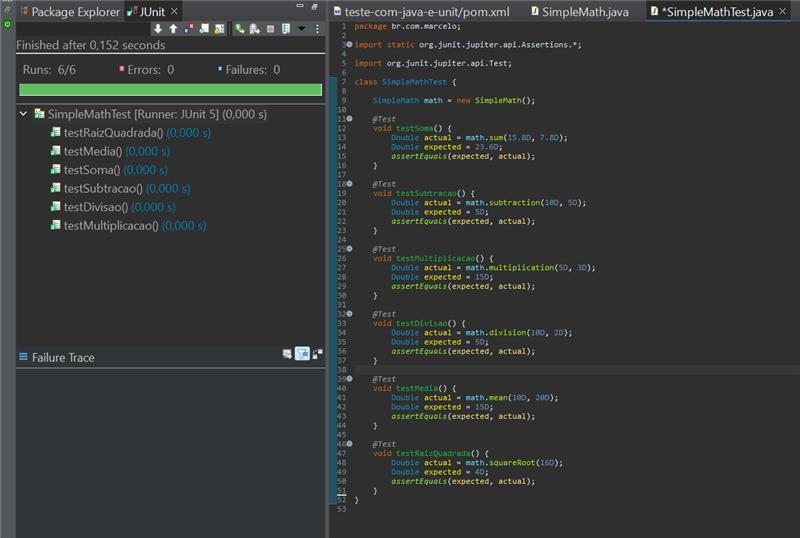 Package Explorer
JUnit
Finished after 0,152 seconds
Runs: 6/6
Errors: 0
Failures: 0
SimpleMathTest [Runner: JUnit 5] (0,000 s)
testRaizQuadrada() (0,000 s)
testMedia() (0,000 s)
testSoma() (0,000 s)
testSubtracao() (0,000 s)
testDivisao() (0,000 s)
testMultiplicacao() (0,000 s)
Failure Trace
teste-com-java-e-unit/pom.xml
SimpleMath.java
*SimpleMathTest.java
1 package br.com.marcelo;
2
3 import static org.junit.jupiter.api.Assertions.*;
4
5 import org.junit.jupiter.api.Test;
6
7 class SimpleMathTest {
8
9 SimpleMath math = new SimpleMath();
10
11 @Test
12 void testSoma() {
13 Double actual = math.sum(15.8D, 7.8D);
14 Double expected = 23.6D;
15 assertEquals(expected, actual);
16 }
17
18 @Test
19 void testSubtracao() {
20 Double actual = math.subtraction(10D, 5D);
21 Double expected = 5D;
22 assertEquals(expected, actual);
23 }
24
25 @Test
26 void testMultiplicacao() {
27 Double actual = math.multiplication(5D, 3D);
28 Double expected = 15D;
29 assertEquals(expected, actual);
30 }
31
32 @Test
33 void testDivisao() {
34 Double actual = math.division(10D, 2D);
35 Double expected = 5D;
36 assertEquals(expected, actual);
37 }
38
39 @Test
40 void testMedia() {
41 Double actual = math.mean(10D, 20D);
42 Double expected = 15D;
43 assertEquals(expected, actual);
44 }
45
46 @Test
47 void testRaizQuadrada() {
48 Double actual = math.squareRoot(16D);
49 Double expected = 4D;
50 assertEquals(expected, actual);
51 }
52 }
53